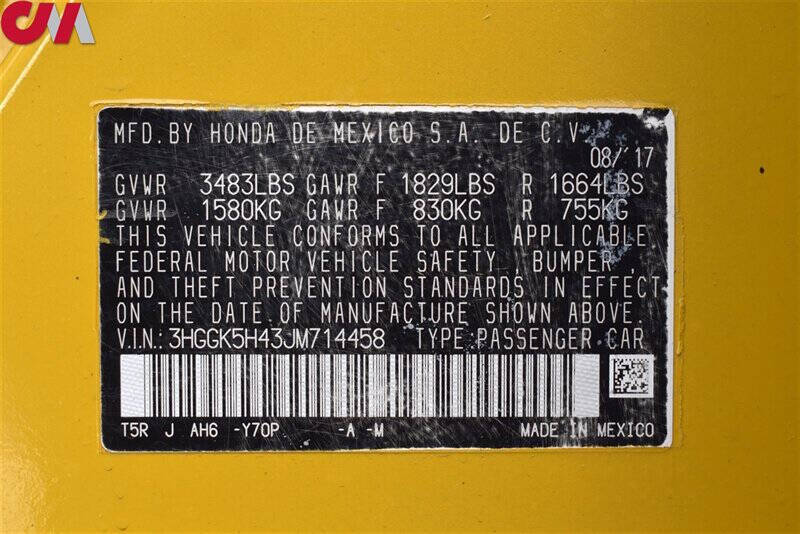 CM
MFD. BY HONDA DE MEXICO S.A. DE C.V.
08/'17
GVWR 3483LBS GAWR F 1829LBS R 1664LBS
GVWR 1580KG GAWR F 830KG R 755KG
THIS VEHICLE CONFORMS TO ALL APPLICABLE
FEDERAL MOTOR VEHICLE SAFETY , BUMPER ,
AND THEFT PREVENTION STANDARDS IN EFFECT
ON THE DATE OF MANUFACTURE SHOWN ABOVE.
V.I.N.: 3HGGK5H43JM714458 TYPE PASSENGER CAR
T5R J AH6 -Y70P -A -M MADE IN MEXICO